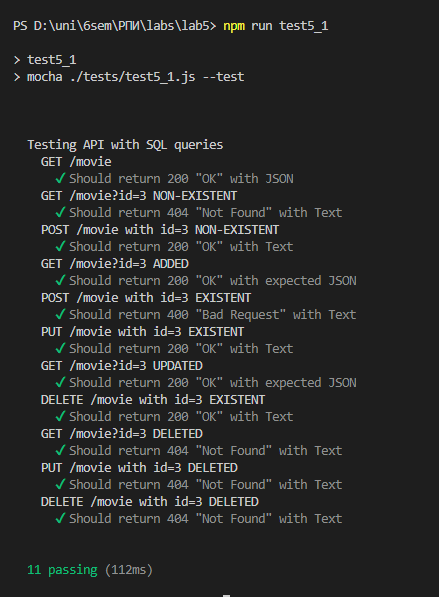 PS D:\uni\6sem\РПИ\labs\lab5> npm run test5_1
> test5_1
> mocha ./tests/test5_1.js --test
Testing API with SQL queries
GET /movie
✓ Should return 200 "OK" with JSON
GET /movie?id=3 NON-EXISTENT
✓ Should return 404 "Not Found" with Text
POST /movie with id=3 NON-EXISTENT
✓ Should return 200 "OK" with Text
GET /movie?id=3 ADDED
✓ Should return 200 "OK" with expected JSON
POST /movie with id=3 EXISTENT
✓ Should return 400 "Bad Request" with Text
PUT /movie with id=3 EXISTENT
✓ Should return 200 "OK" with Text
GET /movie?id=3 UPDATED
✓ Should return 200 "OK" with expected JSON
DELETE /movie with id=3 EXISTENT
✓ Should return 200 "OK" with Text
GET /movie?id=3 DELETED
✓ Should return 404 "Not Found" with Text
PUT /movie with id=3 DELETED
✓ Should return 404 "Not Found" with Text
DELETE /movie with id=3 DELETED
✓ Should return 404 "Not Found" with Text
11 passing (112ms)